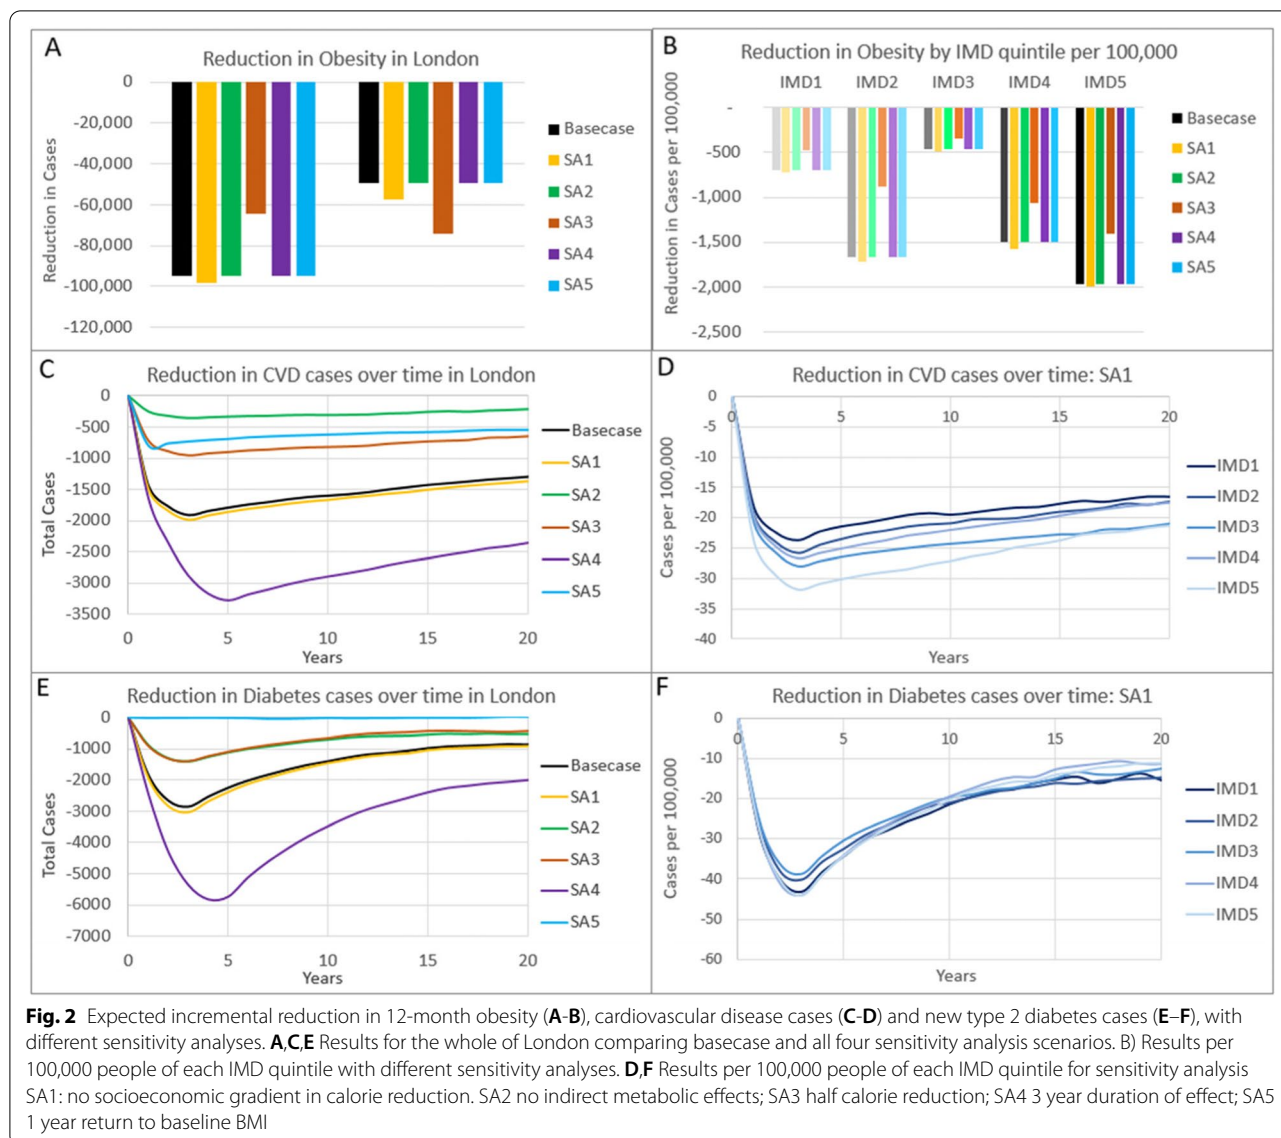 A
Reduction in Obesity in London
Reduction in Cases
0
-20,000
-40,000
-60,000
-80,000
-100,000
-120,000
Basecase
SA1
SA2
SA3
SA4
SA5
B
Reduction in Obesity by IMD quintile per 100,000
IMD1 IMD2 IMD3 IMD4 IMD5
Reduction in Cases per 100,000
-
-500
-1,000
-1,500
-2,000
-2,500
Basecase
SA1
SA2
SA3
SA4
SA5
C
Reduction in CVD cases over time in London
Total Cases
0
-500
-1000
-1500
-2000
-2500
-3000
-3500
0 5 10 15 20
Years
Basecase
SA1
SA2
SA3
SA4
SA5
D
Reduction in CVD cases over time: SA1
Cases per 100,000
0
-5
-10
-15
-20
-25
-30
-35
-40
0 5 10 15 20
Years
IMD1
IMD2
IMD3
IMD4
IMD5
E
Reduction in Diabetes cases over time in London
Total Cases
0
-1000
-2000
-3000
-4000
-5000
-6000
-7000
0 5 10 15 20
Years
Basecase
SA1
SA2
SA3
SA4
SA5
F
Reduction in Diabetes cases over time: SA1
Cases per 100,000
0
-10
-20
-30
-40
-50
-60
0 5 10 15 20
Years
IMD1
IMD2
IMD3
IMD4
IMD5
Fig. 2 Expected incremental reduction in 12-month obesity (A-B), cardiovascular disease cases (C-D) and new type 2 diabetes cases (E–F), with
different sensitivity analyses. A,C,E Results for the whole of London comparing basecase and all four sensitivity analysis scenarios. B) Results per
100,000 people of each IMD quintile with different sensitivity analyses. D,F Results per 100,000 people of each IMD quintile for sensitivity analysis
SA1: no socioeconomic gradient in calorie reduction. SA2 no indirect metabolic effects; SA3 half calorie reduction; SA4 3 year duration of effect; SA5
1 year return to baseline BMI